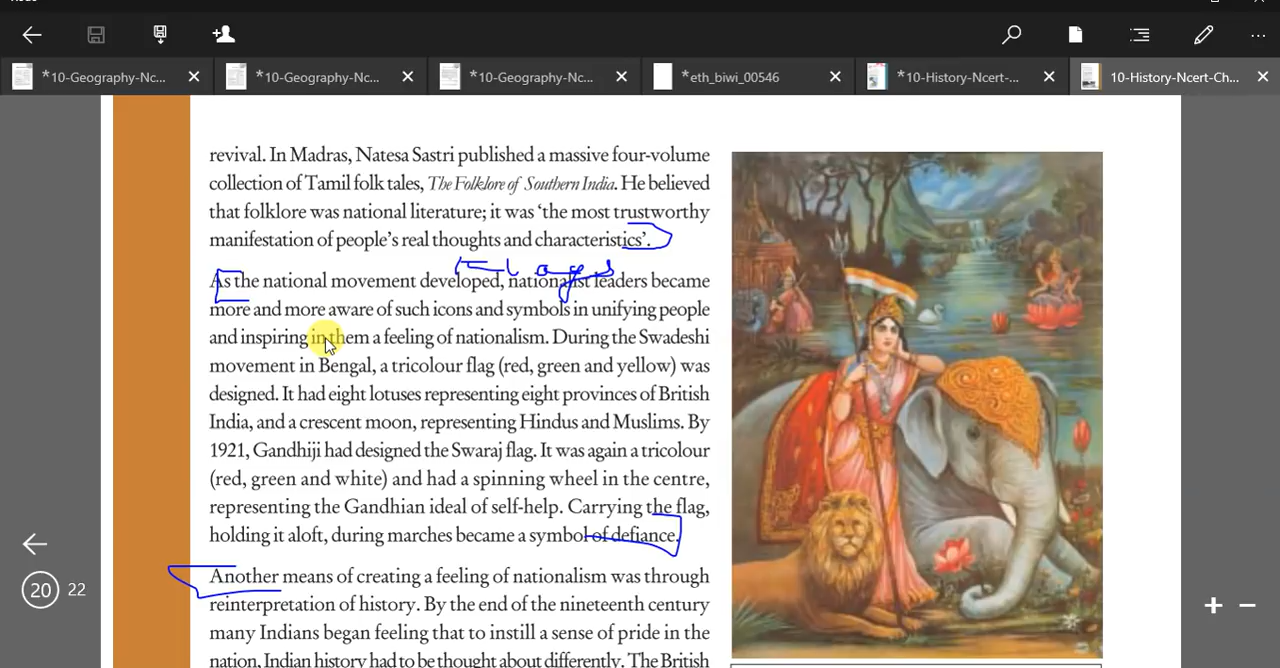 *10-Geography-Nc... *10-Geography-Nc... *10-Geography-Nc... *eth_biwi_00546 *10-History-Ncert-... 10-History-Ncert-Ch...
revival. In Madras, Natesa Sastri published a massive four-volume
collection of Tamil folk tales, The Folklore of Southern India. He believed
that folklore was national literature; it was ‘the most trustworthy
manifestation of people’s real thoughts and characteristics’.
As the national movement developed, nationalist leaders became
more and more aware of such icons and symbols in unifying people
and inspiring in them a feeling of nationalism. During the Swadeshi
movement in Bengal, a tricolour flag (red, green and yellow) was
designed. It had eight lotuses representing eight provinces of British
India, and a crescent moon, representing Hindus and Muslims. By
1921, Gandhiji had designed the Swaraj flag. It was again a tricolour
(red, green and white) and had a spinning wheel in the centre,
representing the Gandhian ideal of self-help. Carrying the flag,
holding it aloft, during marches became a symbol of defiance.
Another means of creating a feeling of nationalism was through
reinterpretation of history. By the end of the nineteenth century
many Indians began feeling that to instill a sense of pride in the
nation, Indian history had to be thought about differently. The British
20 22